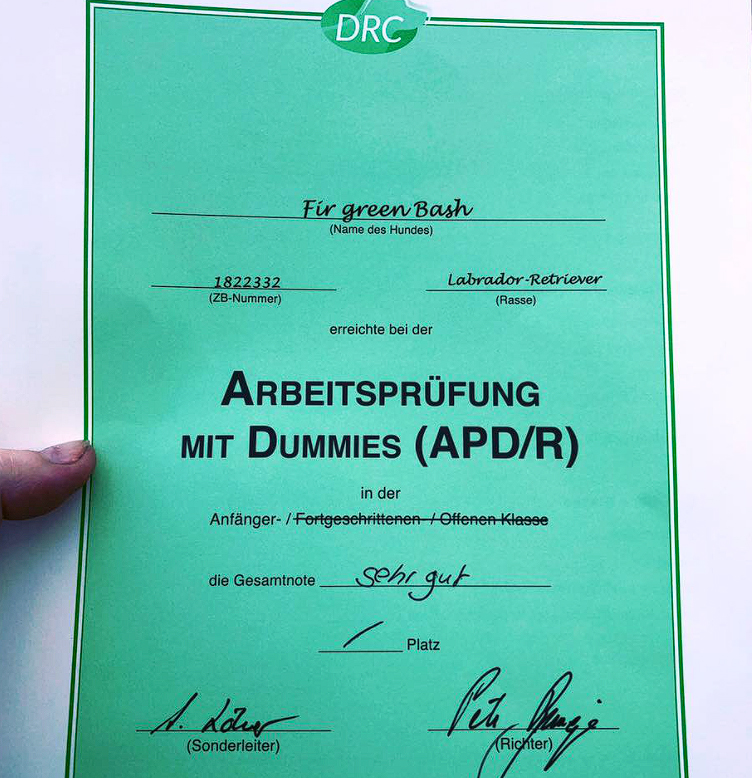 DRC
Fir green Bash
(Name des Hundes)
1822332 Labrador-Retriever
(ZB-Nummer) (Rasse)
erreichte bei der
ARBEITSPRÜFUNG
MIT DUMMIES (APD/R)
in der
Anfänger- / Fortgeschrittenen- / Offenen Klasse
die Gesamtnote sehr gut
/ Platz
(Sonderleiter) (Richter)